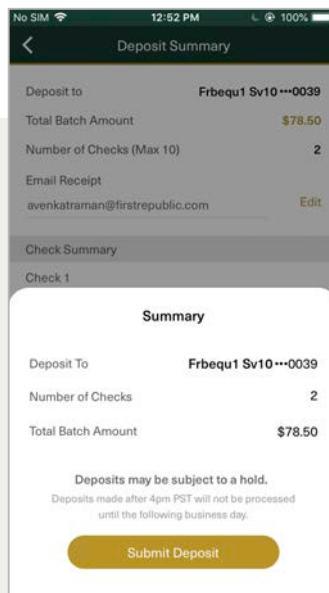 No SIM 12:52 PM 100%
Deposit Summary
Deposit to Frbequ1 Sv10 •••0039
Total Batch Amount $78.50
Number of Checks (Max 10) 2
Email Receipt
avenkatraman@firstrepublic.com Edit
Check Summary
Check 1
Summary
Deposit To Frbequ1 Sv10 •••0039
Number of Checks 2
Total Batch Amount $78.50
Deposits may be subject to a hold.
Deposits made after 4pm PST will not be processed
until the following business day.
Submit Deposit